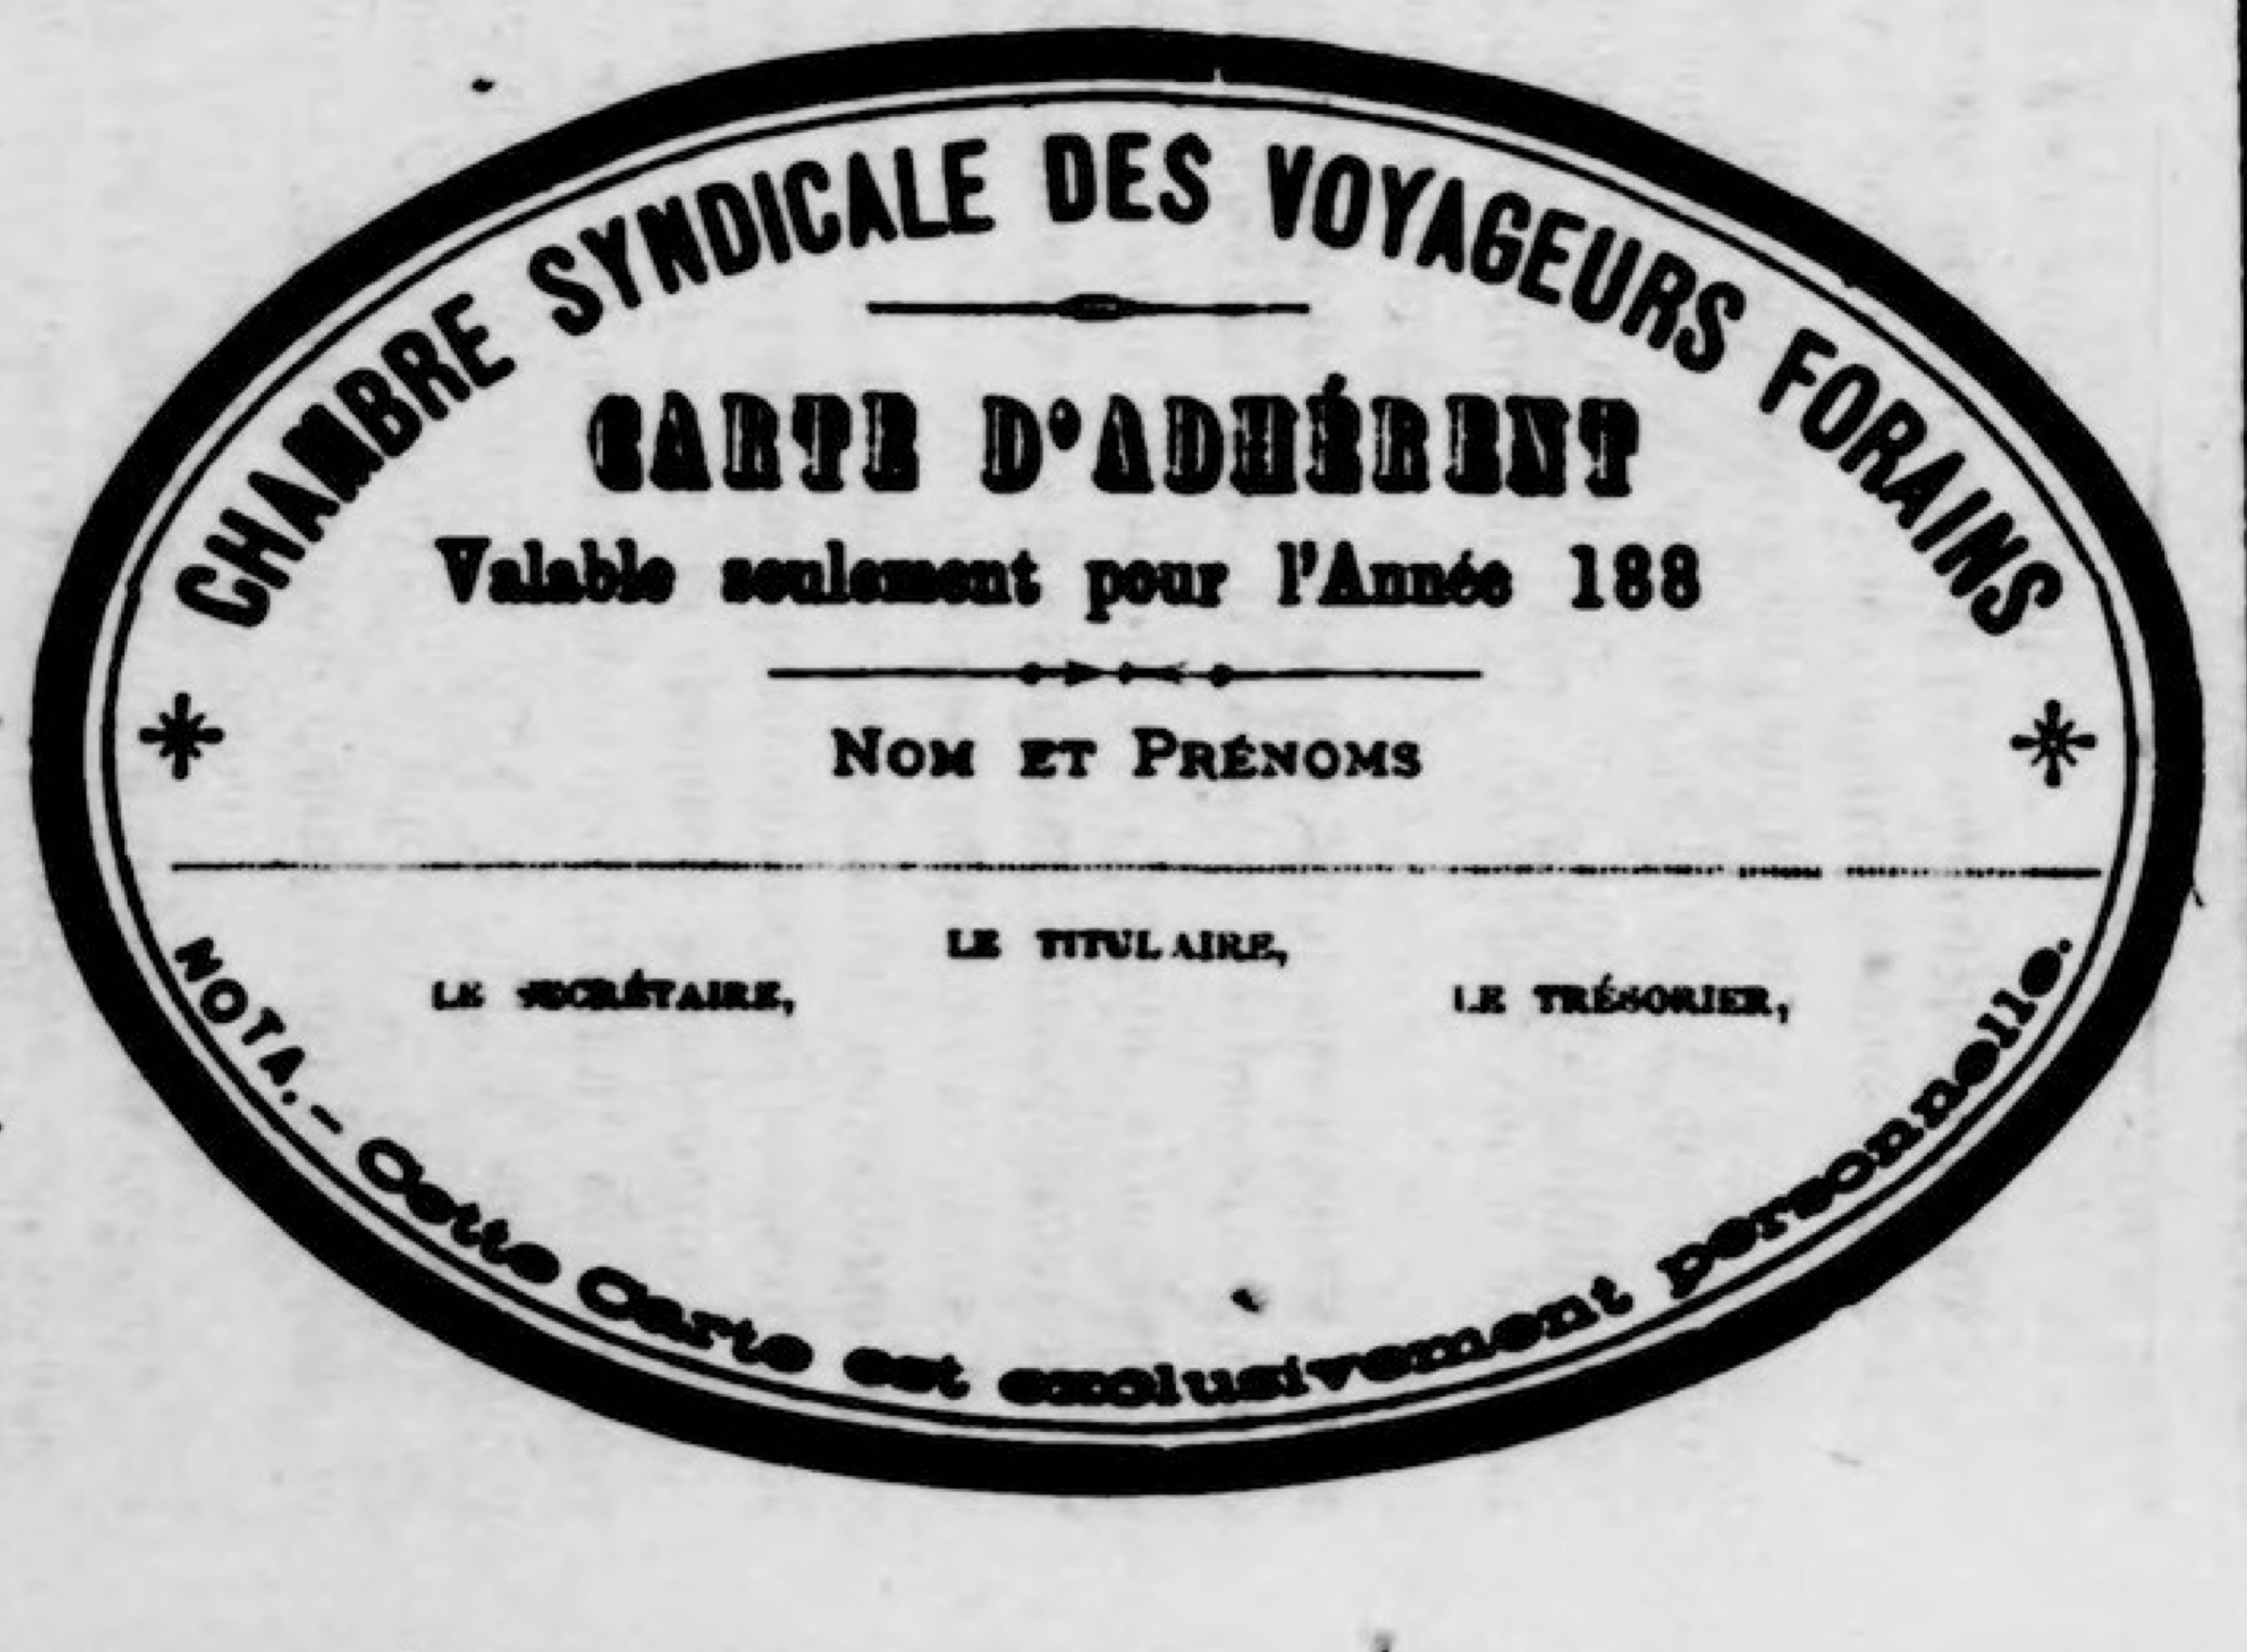 CHAMBRE SYNDICALE DES VOYAGEURS FORAINS
CARTE D'ADHÉRENT
Valable seulement pour l'Année 188
NOM ET PRÉNOMS
LE TITULAIRE,
LE SECRÉTAIRE,
LE TRÉSORIER,
NOTA. - Cette Carte est exclusivement personnelle.